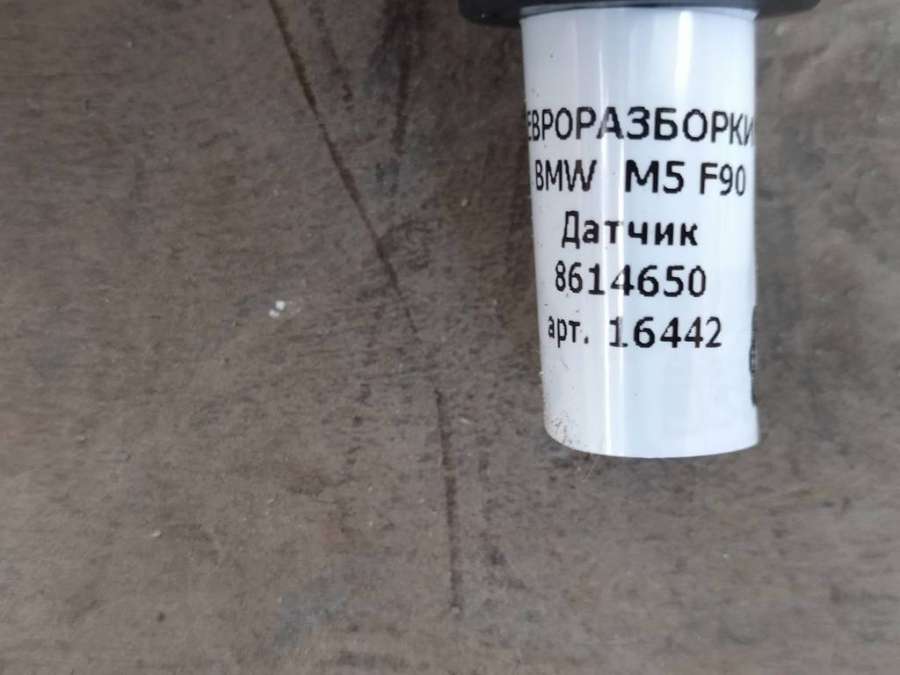 ЕВРОРАЗБОРКИ
BMW M5 F90
Датчик
8614650
арт. 16442